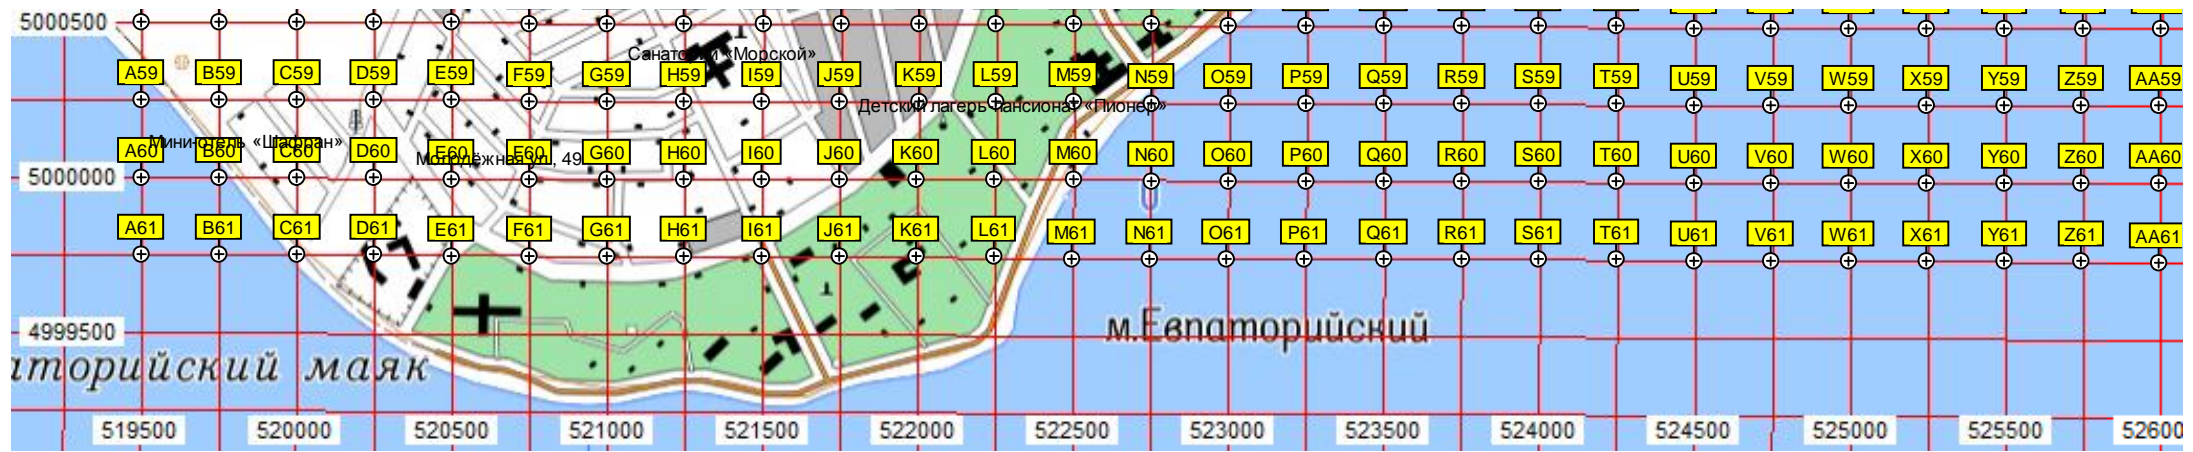 5000500
Санаторий «Морской»
A59 B59 C59 D59 E59 F59 G59 H59 I59 J59 K59 L59 M59 N59 O59 P59 Q59 R59 S59 T59 U59 V59 W59 X59 Y59 Z59 AA59
Детский лагерь пансионат «Пионер»
Мини-отель «Шафран»
A60 B60 C60 D60 E60 F60 G60 H60 I60 J60 K60 L60 M60 N60 O60 P60 Q60 R60 S60 T60 U60 V60 W60 X60 Y60 Z60 AA60
Молодёжная ул., 49
5000000
A61 B61 C61 D61 E61 F61 G61 H61 I61 J61 K61 L61 M61 N61 O61 P61 Q61 R61 S61 T61 U61 V61 W61 X61 Y61 Z61 AA61
4999500
м.Евпаторийский
аторийский маяк
519500 520000 520500 521000 521500 522000 522500 523000 523500 524000 524500 525000 525500 52600